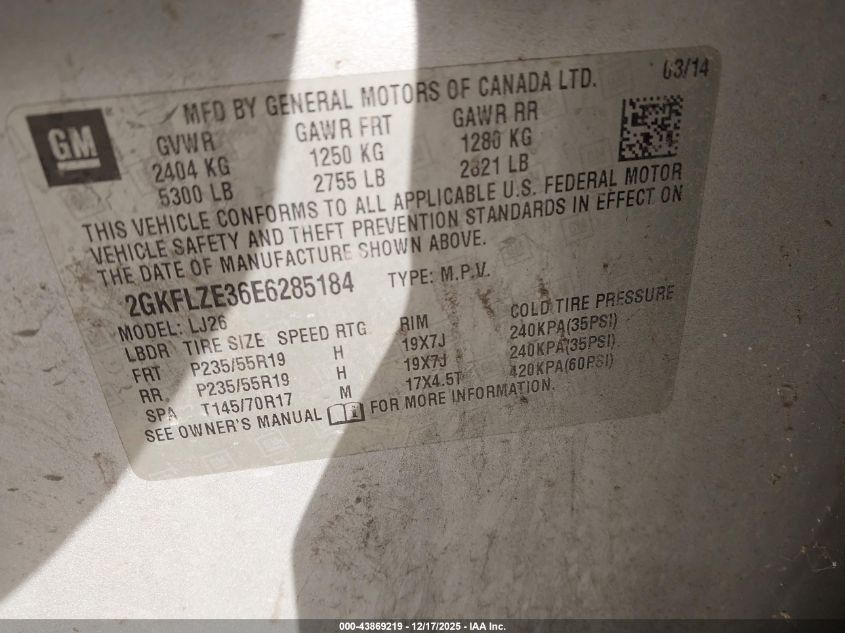 03/14
GM
MFD BY GENERAL MOTORS OF CANADA LTD.
GVWR GAWR FRT GAWR RR
2404 KG 1250 KG 1280 KG
5300 LB 2755 LB 2821 LB
THIS VEHICLE CONFORMS TO ALL APPLICABLE U.S. FEDERAL MOTOR
VEHICLE SAFETY AND THEFT PREVENTION STANDARDS IN EFFECT ON
THE DATE OF MANUFACTURE SHOWN ABOVE.
2GKFLZE36E6285184 TYPE: M.P.V.
MODEL: LJ26
LBDR TIRE SIZE SPEED RTG RIM COLD TIRE PRESSURE
FRT P235/55R19 H 19X7J 240KPA(35PSI)
RR P235/55R19 H 19X7J 240KPA(35PSI)
SPA T145/70R17 M 17X4.5T 420KPA(60PSI)
SEE OWNER'S MANUAL FOR MORE INFORMATION.
000-43869219 - 12/17/2025 - IAA Inc.